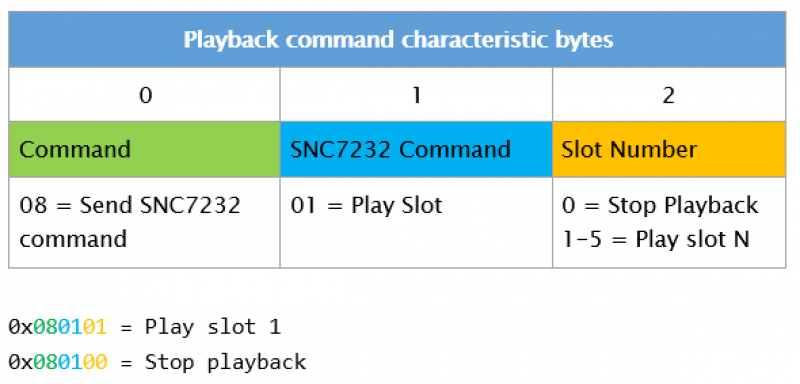 Playback command characteristic bytes
0 1 2
Command SNC7232 Command Slot Number
08 = Send SNC7232 01 = Play Slot 0 = Stop Playback
command 1-5 = Play slot N
0x080101 = Play slot 1
0x080100 = Stop playback